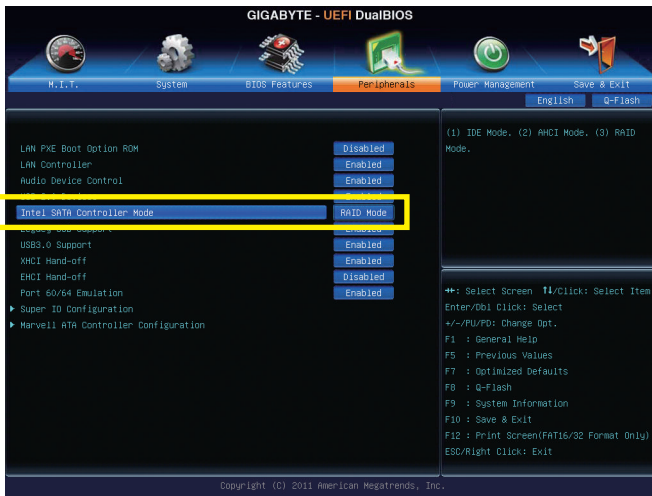 GIGABYTE - UEFI DualBIOS
M.I.T.
System
BIOS Features
Peripherals
Power Management
Save & Exit
English
Q-Flash
LAN PXE Boot Option ROM Disabled
LAN Controller Enabled
Audio Device Control Enabled
Enabled
Intel SATA Controller Mode RAID Mode
Legacy USB Support Enabled
USB3.0 Support Enabled
XHCI Hand-off Enabled
EHCI Hand-off Disabled
Port 60/64 Emulation Enabled
Super IO Configuration
Marvell ATA Controller Configuration
(1) IDE Mode. (2) AHCI Mode. (3) RAID
Mode.
↔: Select Screen ↑↓/Click: Select Item
Enter/Dbl Click: Select
+/-/PU/PD: Change Opt.
F1 : General Help
F5 : Previous Values
F7 : Optimized Defaults
F8 : Q-Flash
F9 : System Information
F10 : Save & Exit
F12 : Print Screen(FAT16/32 Format Only)
ESC/Right Click: Exit
Copyright (C) 2011 American Megatrends, Inc.